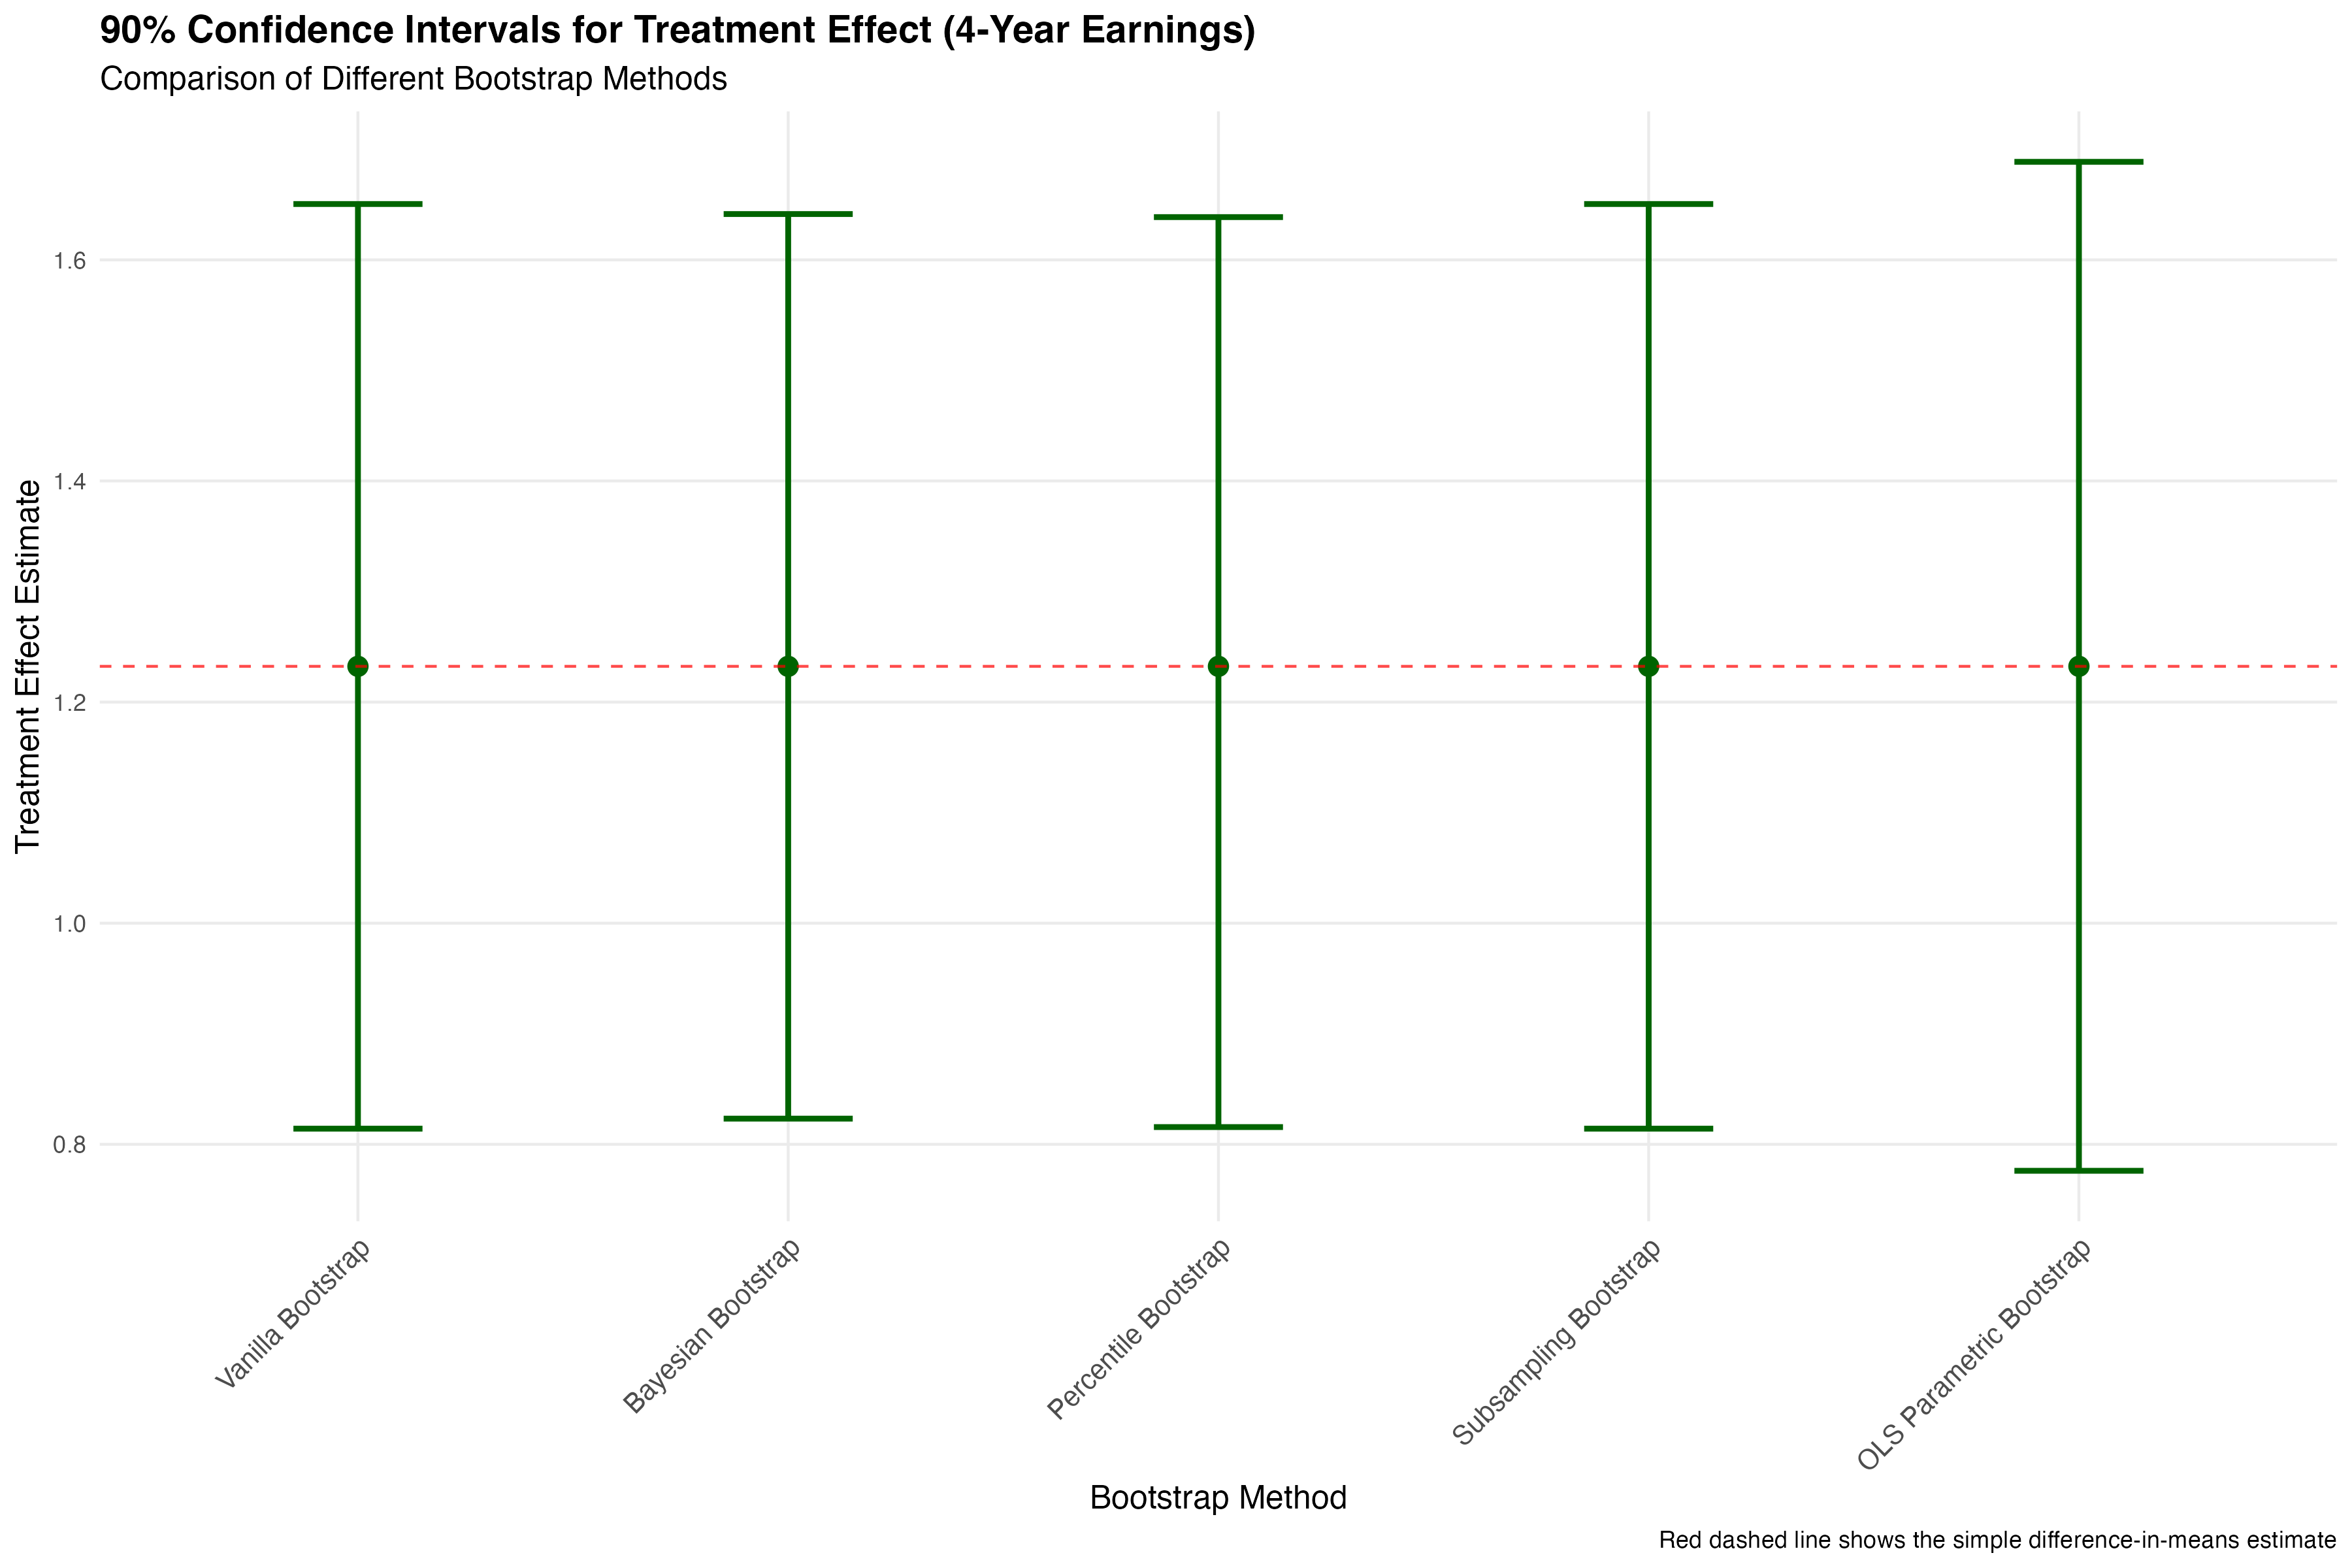 90% Confidence Intervals for Treatment Effect (4-Year Earnings)
Comparison of Different Bootstrap Methods
Treatment Effect Estimate
1.6
1.4
1.2
1.0
0.8
Vanilla Bootstrap
Bayesian Bootstrap
Percentile Bootstrap
Subsampling Bootstrap
OLS Parametric Bootstrap
Bootstrap Method
Red dashed line shows the simple difference-in-means estimate